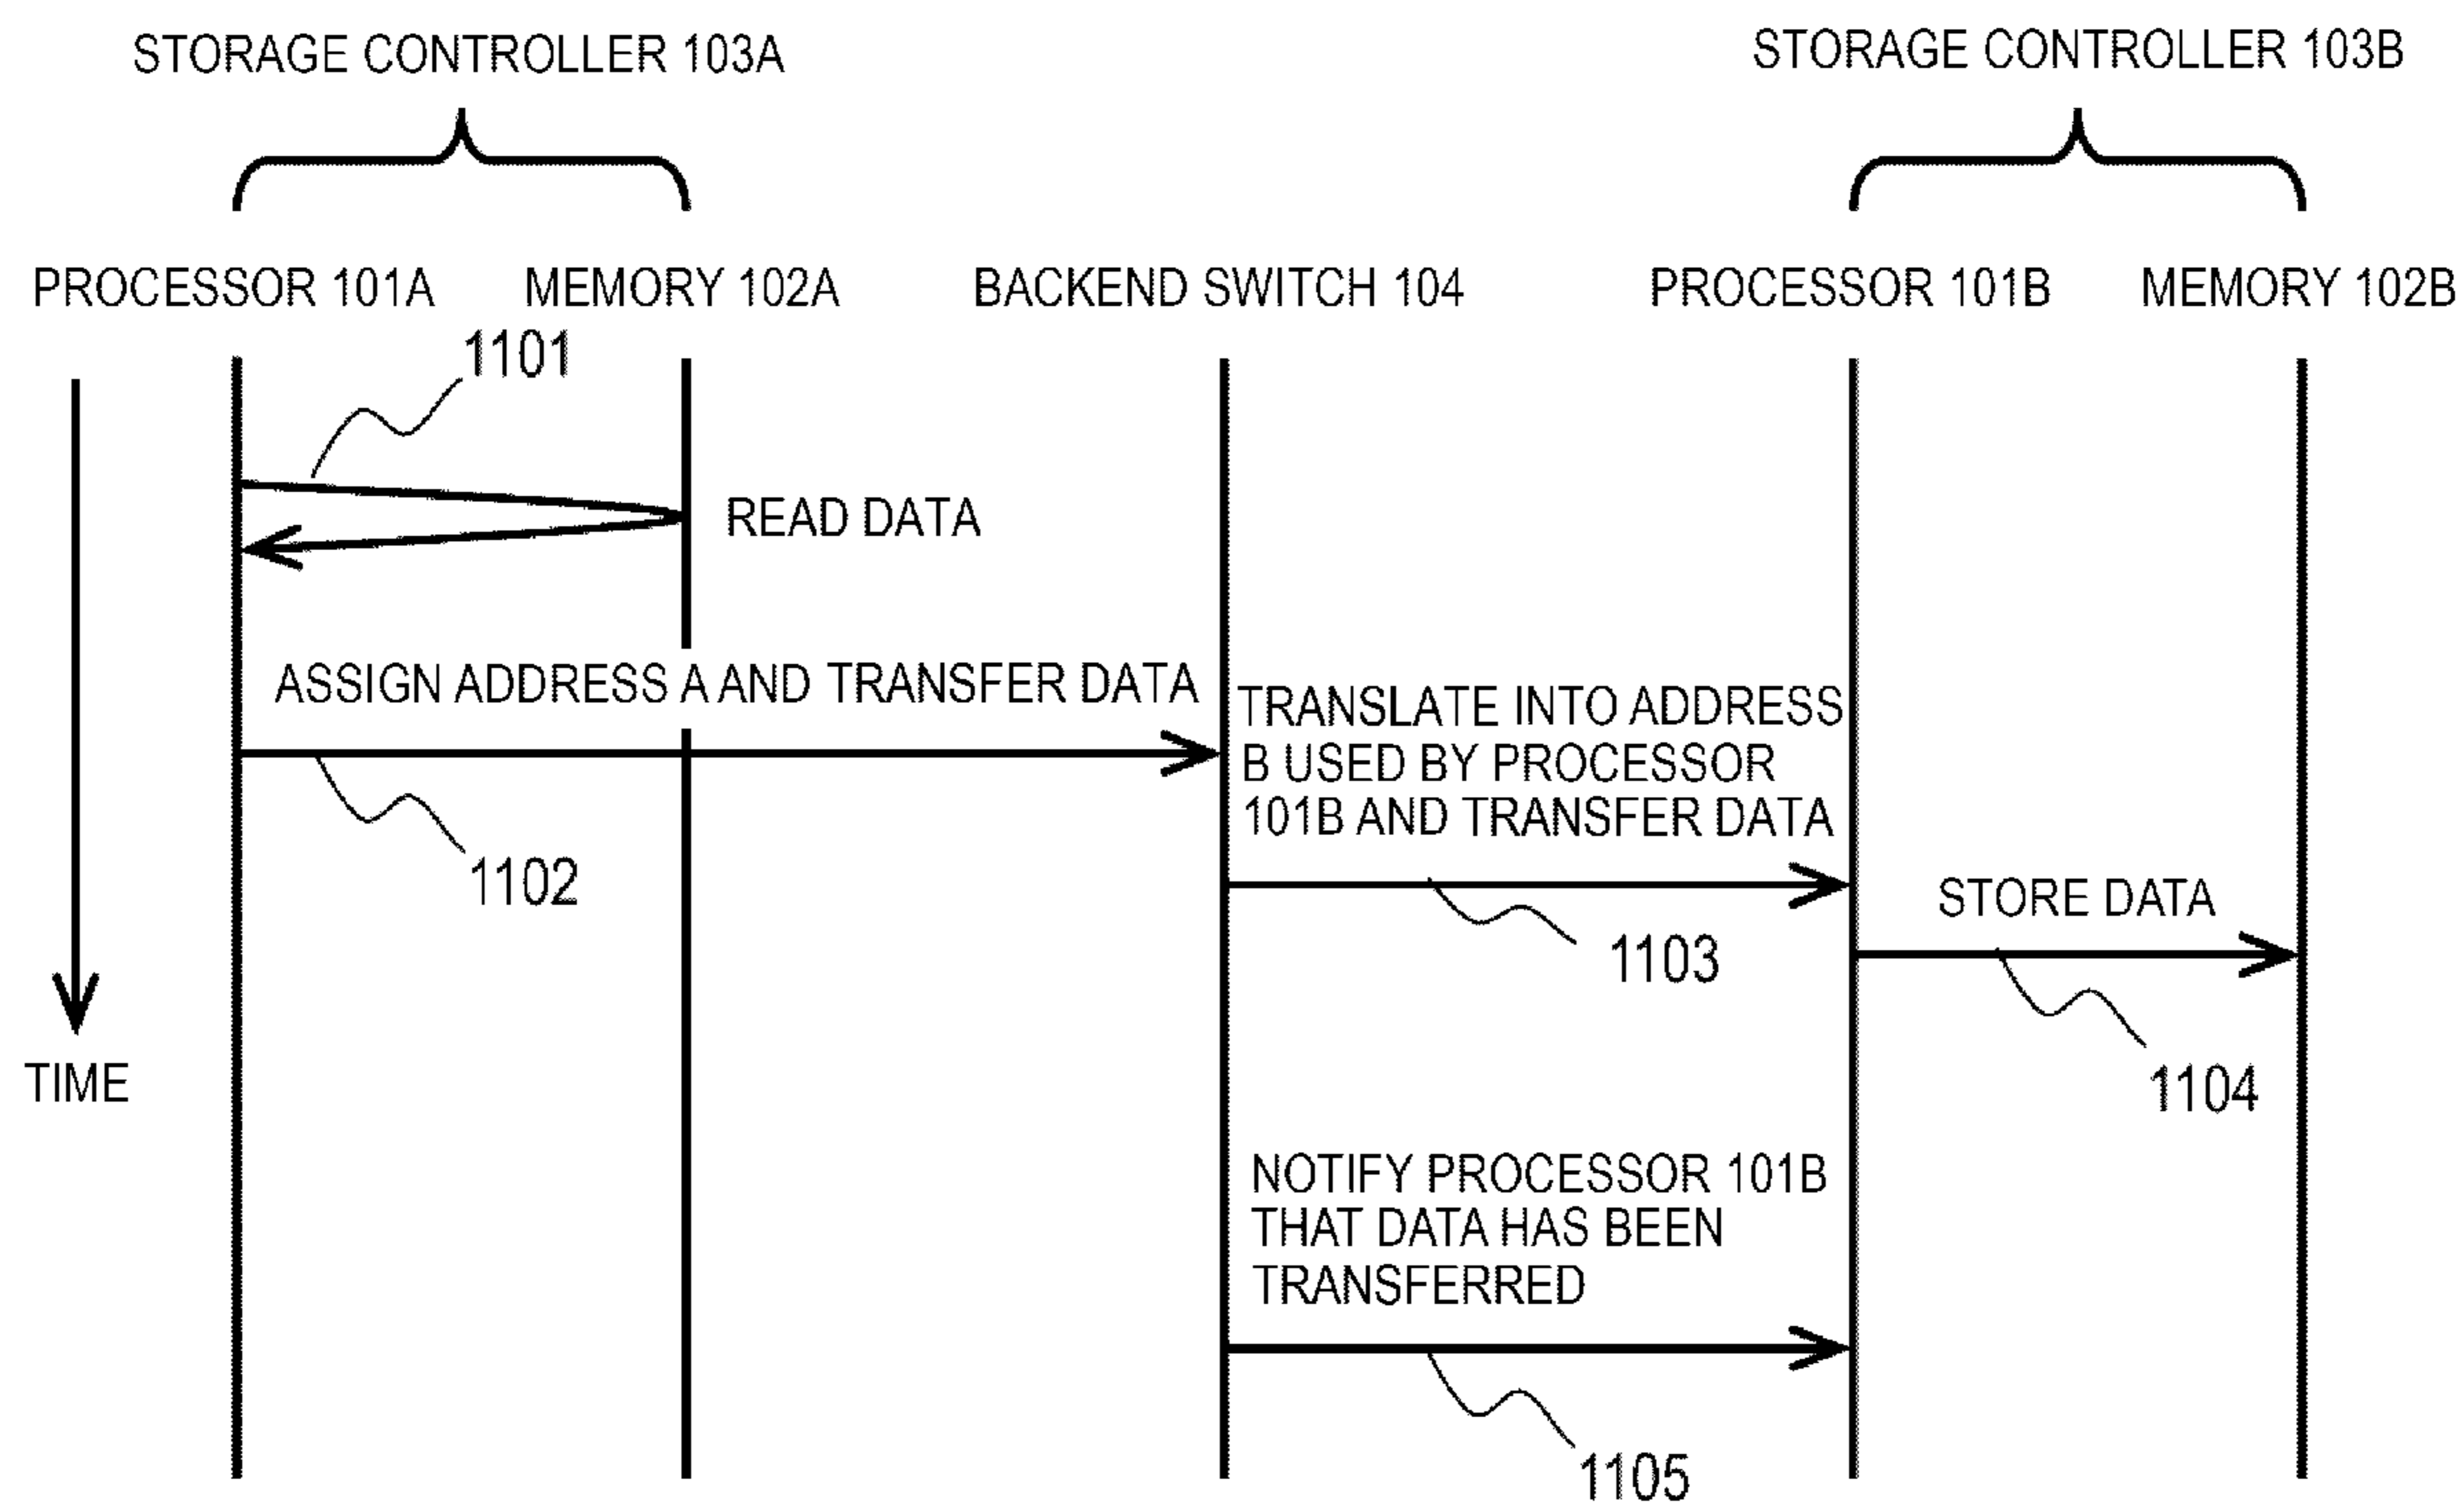 STORAGE CONTROLLER 103A
STORAGE CONTROLLER 103B
PROCESSOR 101A
MEMORY 102A
BACKEND SWITCH 104
PROCESSOR 101B
MEMORY 102B
1101
READ DATA
ASSIGN ADDRESS A AND TRANSFER DATA
TRANSLATE INTO ADDRESS
B USED BY PROCESSOR
101B AND TRANSFER DATA
1102
STORE DATA
1103
TIME
1104
NOTIFY PROCESSOR 101B
THAT DATA HAS BEEN
TRANSFERRED
1105